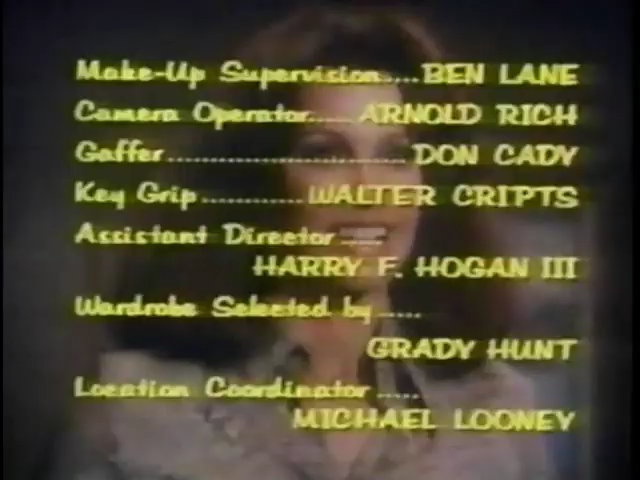 Make-Up Supervision....BEN LANE
Camera Operator.....ARNOLD RICH
Gaffer............................DON CADY
Key Grip............WALTER CRIPTS
Assistant Director.....
HARRY F. HOGAN III
Wardrobe Selected by.....
GRADY HUNT
Location Coordinator.....
MICHAEL LOONEY